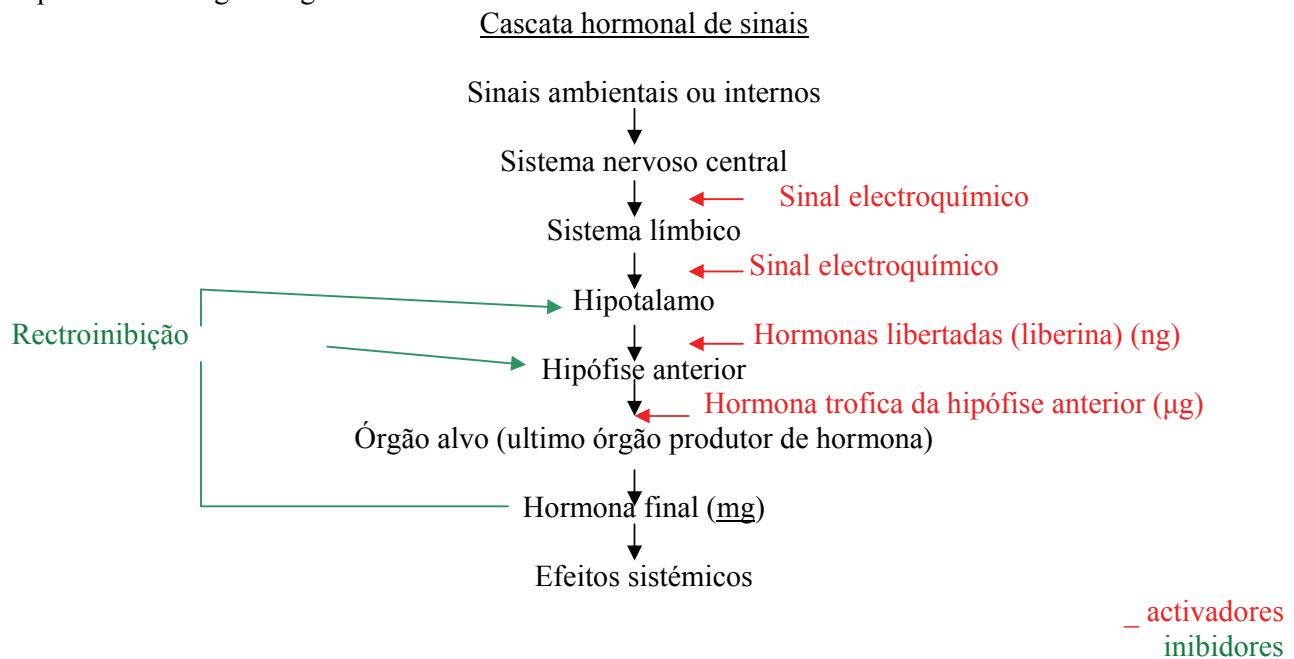 Cascata hormonal de sinais
Sinais ambientais ou internos
Sistema nervoso central
Sinal electroquímico
Sistema límbico
Sinal electroquímico
Hipotalamo
Rectroinibição
Hormonas libertadas (liberina) (ng)
Hipófise anterior
Hormona trofica da hipófise anterior (µg)
Órgão alvo (ultimo órgão produtor de hormona)
Hormona final (mg)
Efeitos sistémicos
_ activadores
inibidores